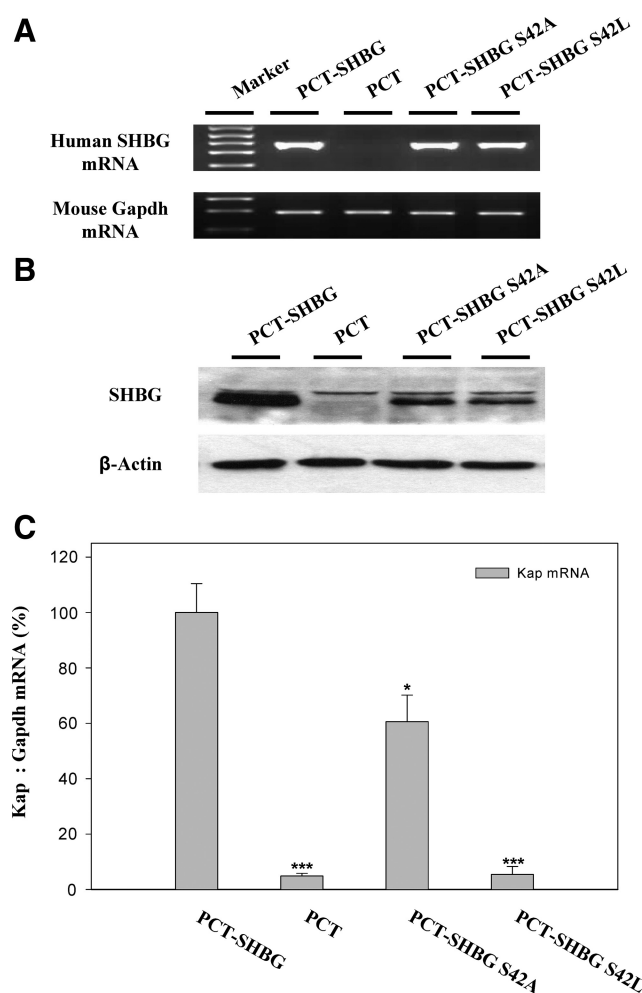 A
Marker
PCT-SHBG
PCT
PCT-SHBG S42A
PCT-SHBG S42L
Human SHBG
mRNA
Mouse Gapdh
mRNA
B
PCT-SHBG
PCT
PCT-SHBG S42A
PCT-SHBG S42L
SHBG
β-Actin
C
Kap : Gapdh mRNA (%)
120
100
80
60
40
20
0
Kap mRNA
***
*
***
PCT-SHBG
PCT
PCT-SHBG S42A
PCT-SHBG S42L